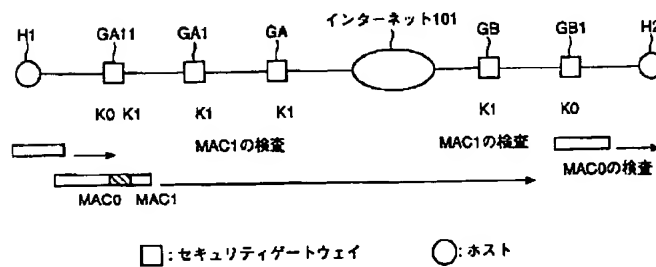 H1 GA11 GA1 GA インターネット101 GB GB1 H2
K0 K1 K1 K1 K1 K0
MAC1の検査 MAC1の検査
MAC0の検査
MAC0 MAC1
:セキュリティゲートウェイ :ホスト